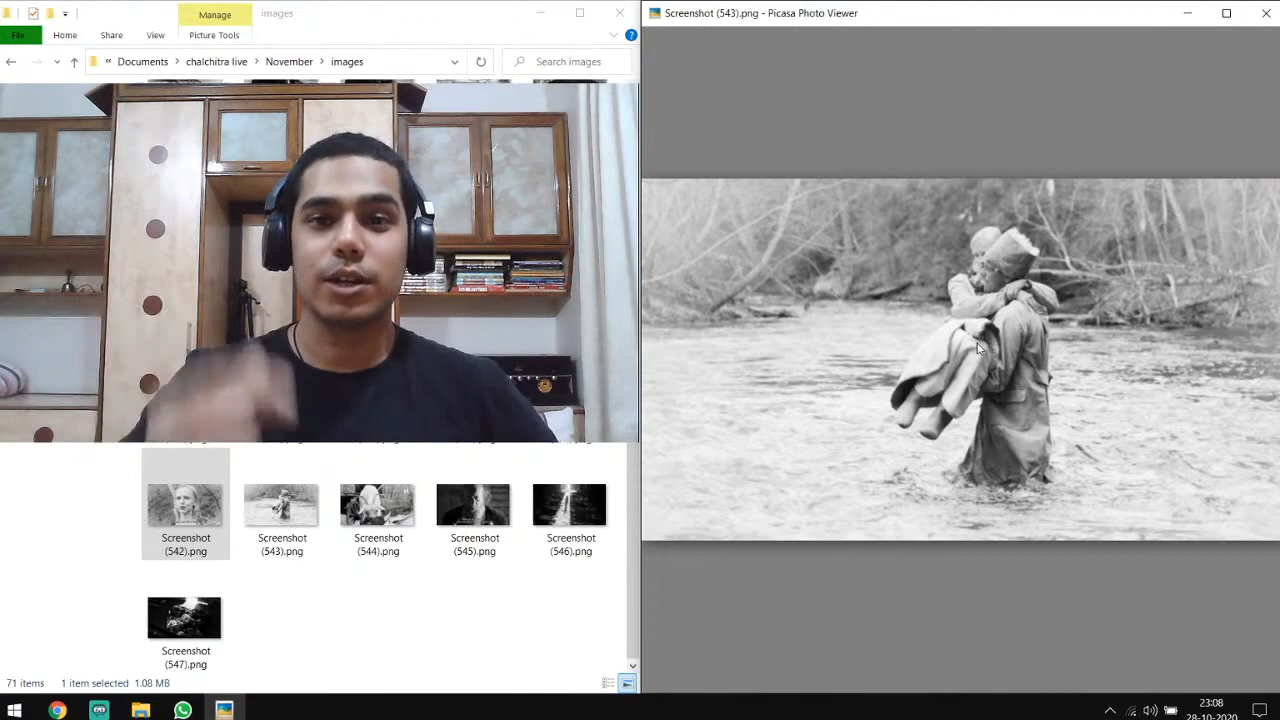 Manage
images
Screenshot (543).png - Picasa Photo Viewer
File
Home
Share
View
Picture Tools
« Documents
chalchitra live
November
images
Search images
Screenshot
(542).png
Screenshot
(543).png
Screenshot
(544).png
Screenshot
(545).png
Screenshot
(546).png
Screenshot
(547).png
71 items
1 item selected 1.08 MB
23:08
28-10-2020